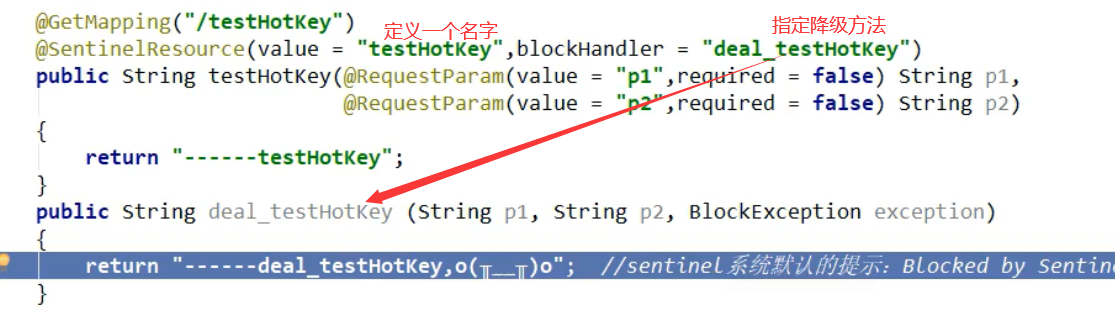 @GetMapping("/testHotKey")
定义一个名字
指定降级方法
@SentinelResource(value = "testHotKey",blockHandler = "deal_testHotKey")
public String testHotKey(@RequestParam(value = "p1",required = false) String p1,
@RequestParam(value = "p2",required = false) String p2)
{
return "------testHotKey";
}
public String deal_testHotKey (String p1, String p2, BlockException exception)
{
return "------deal_testHotKey,o(╥﹏╥)o"; //sentinel系统默认的提示：Blocked by Sentine
}